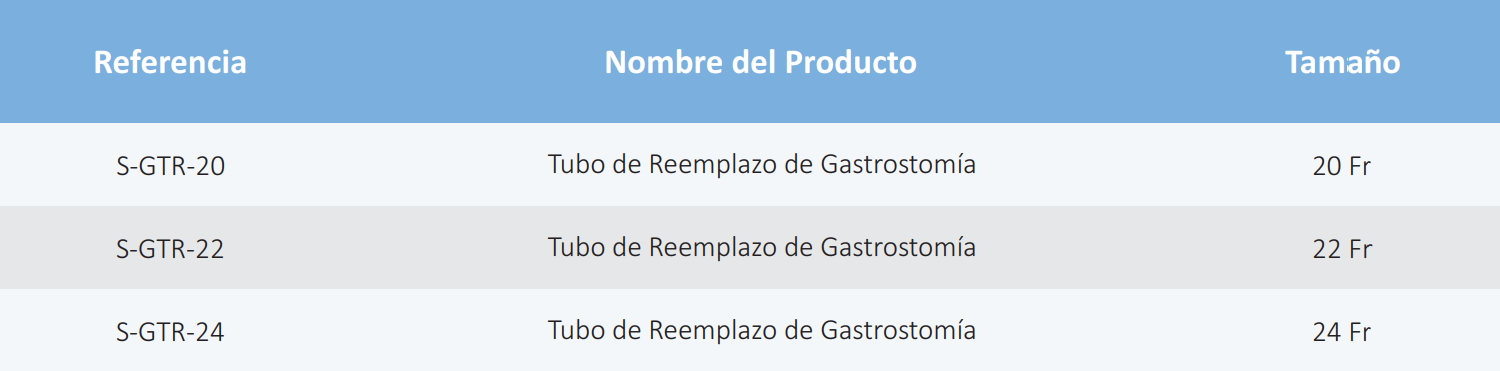 Referencia Nombre del Producto Tamaño
S-GTR-20 Tubo de Reemplazo de Gastrostomía 20 Fr
S-GTR-22 Tubo de Reemplazo de Gastrostomía 22 Fr
S-GTR-24 Tubo de Reemplazo de Gastrostomía 24 Fr